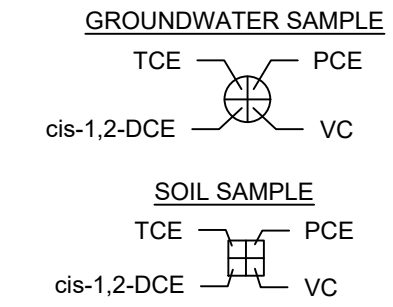 GROUNDWATER SAMPLE
TCE PCE
cis-1,2-DCE VC
SOIL SAMPLE
TCE PCE
cis-1,2-DCE VC